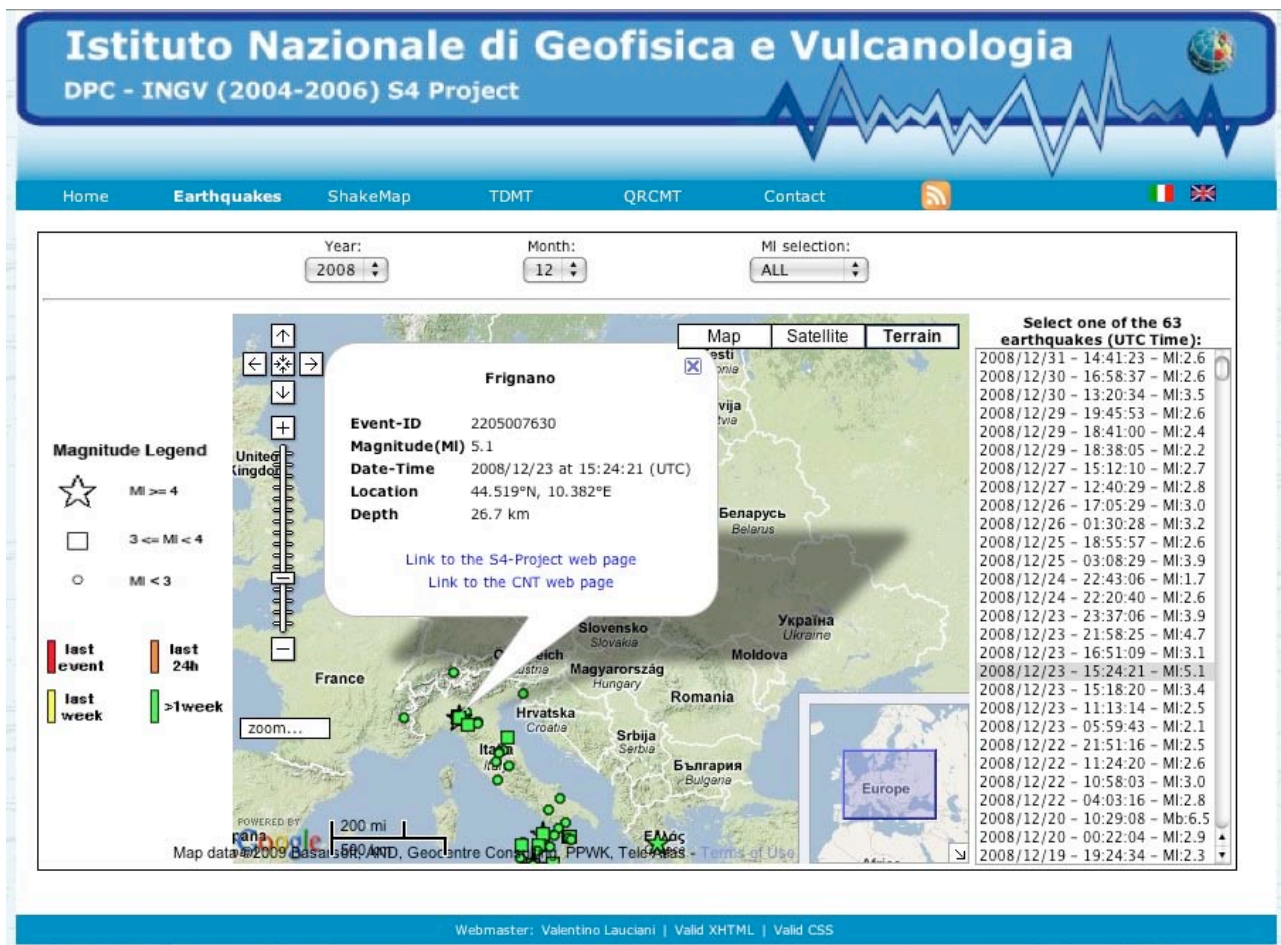 Istituto Nazionale di Geofisica e Vulcanologia
DPC - INGV (2004-2006) S4 Project
Home Earthquakes ShakeMap TDMT QRCMT Contact
Year: Month: Ml selection:
2008 12 ALL
Magnitude Legend
Ml >= 4
3 <= Ml < 4
Ml < 3
last event
last 24h
last week
>1week
Map Satellite Terrain
Frignano
Event-ID 2205007630
Magnitude(Ml) 5.1
Date-Time 2008/12/23 at 15:24:21 (UTC)
Location 44.519°N, 10.382°E
Depth 26.7 km
Link to the S4-Project web page
Link to the CNT web page
United
Kingdo
Беларусь
Belarus
Україна
Ukraine
Slovensko
Slovakia
Moldova
Magyarország
Hungary
France
Romania
Hrvatska
Croatia
Srbija
Serbia
България
Bulgaria
Ελλάς
zoom...
Europe
POWERED BY
Google
200 mi
500 km
Map data ©2009 Basarsoft, AND, Geocentre Consulting, PPWK, Tele Atlas - Terms of Use
Select one of the 63
earthquakes (UTC Time):
2008/12/31 - 14:41:23 - Ml:2.6
2008/12/30 - 16:58:37 - Ml:2.6
2008/12/30 - 13:20:34 - Ml:3.5
2008/12/29 - 19:45:53 - Ml:2.6
2008/12/29 - 18:41:00 - Ml:2.4
2008/12/29 - 18:38:05 - Ml:2.2
2008/12/27 - 15:12:10 - Ml:2.7
2008/12/27 - 12:40:29 - Ml:2.8
2008/12/26 - 17:05:29 - Ml:3.0
2008/12/26 - 01:30:28 - Ml:3.2
2008/12/25 - 18:55:57 - Ml:2.6
2008/12/25 - 03:08:29 - Ml:3.9
2008/12/24 - 22:43:06 - Ml:1.7
2008/12/24 - 22:20:40 - Ml:2.6
2008/12/23 - 23:37:06 - Ml:3.9
2008/12/23 - 21:58:25 - Ml:4.7
2008/12/23 - 16:51:09 - Ml:3.1
2008/12/23 - 15:24:21 - Ml:5.1
2008/12/23 - 15:18:20 - Ml:3.4
2008/12/23 - 11:13:14 - Ml:2.5
2008/12/23 - 05:59:43 - Ml:2.1
2008/12/22 - 21:51:16 - Ml:2.5
2008/12/22 - 11:24:20 - Ml:2.6
2008/12/22 - 10:58:03 - Ml:3.0
2008/12/22 - 04:03:16 - Ml:2.8
2008/12/20 - 10:29:08 - Mb:6.5
2008/12/20 - 00:22:04 - Ml:2.9
2008/12/19 - 19:24:34 - Ml:2.3
Webmaster: Valentino Lauciani | Valid XHTML | Valid CSS